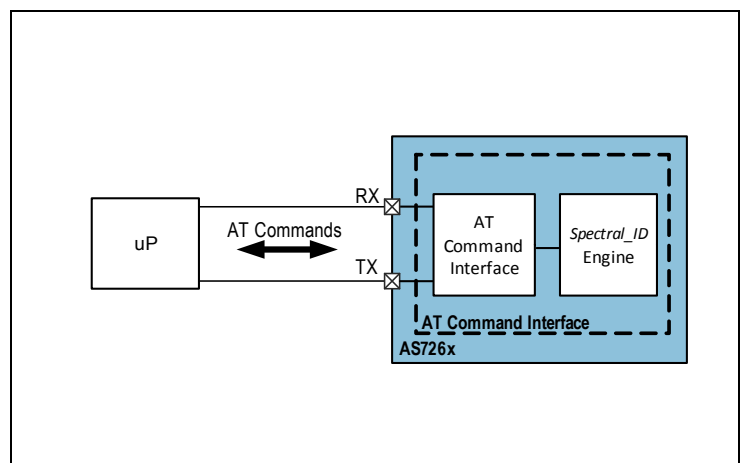 RX
uP
AT Commands
TX
AT
Command
Interface
Spectral_ID
Engine
AT Command Interface
AS726x